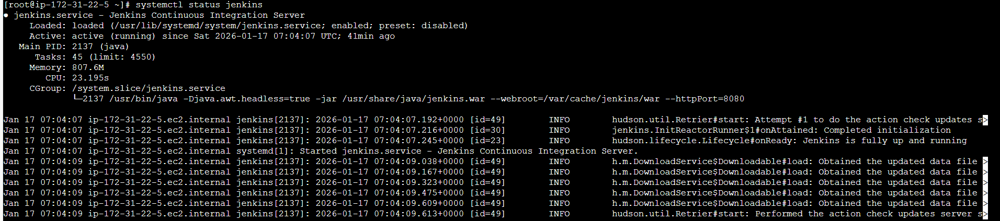 [root@ip-172-31-22-5 ~]# systemctl status jenkins
● jenkins.service - Jenkins Continuous Integration Server
     Loaded: loaded (/usr/lib/systemd/system/jenkins.service; enabled; preset: disabled)
     Active: active (running) since Sat 2026-01-17 07:04:07 UTC; 41min ago
   Main PID: 2137 (java)
      Tasks: 45 (limit: 4550)
     Memory: 807.6M
        CPU: 23.195s
     CGroup: /system.slice/jenkins.service
             └─2137 /usr/bin/java -Djava.awt.headless=true -jar /usr/share/java/jenkins.war --webroot=/var/cache/jenkins/war --httpPort=8080

Jan 17 07:04:07 ip-172-31-22-5.ec2.internal jenkins[2137]: 2026-01-17 07:04:07.192+0000 [id=49]        INFO        hudson.util.Retrier#start: Attempt #1 to do the action check updates s>
Jan 17 07:04:07 ip-172-31-22-5.ec2.internal jenkins[2137]: 2026-01-17 07:04:07.216+0000 [id=30]        INFO        jenkins.InitReactorRunner$1#onAttained: Completed initialization
Jan 17 07:04:07 ip-172-31-22-5.ec2.internal jenkins[2137]: 2026-01-17 07:04:07.245+0000 [id=23]        INFO        hudson.lifecycle.Lifecycle#onReady: Jenkins is fully up and running
Jan 17 07:04:07 ip-172-31-22-5.ec2.internal systemd[1]: Started jenkins.service - Jenkins Continuous Integration Server.
Jan 17 07:04:09 ip-172-31-22-5.ec2.internal jenkins[2137]: 2026-01-17 07:04:09.038+0000 [id=49]        INFO        h.m.DownloadService$Downloadable#load: Obtained the updated data file >
Jan 17 07:04:09 ip-172-31-22-5.ec2.internal jenkins[2137]: 2026-01-17 07:04:09.167+0000 [id=49]        INFO        h.m.DownloadService$Downloadable#load: Obtained the updated data file >
Jan 17 07:04:09 ip-172-31-22-5.ec2.internal jenkins[2137]: 2026-01-17 07:04:09.323+0000 [id=49]        INFO        h.m.DownloadService$Downloadable#load: Obtained the updated data file >
Jan 17 07:04:09 ip-172-31-22-5.ec2.internal jenkins[2137]: 2026-01-17 07:04:09.475+0000 [id=49]        INFO        h.m.DownloadService$Downloadable#load: Obtained the updated data file >
Jan 17 07:04:09 ip-172-31-22-5.ec2.internal jenkins[2137]: 2026-01-17 07:04:09.609+0000 [id=49]        INFO        h.m.DownloadService$Downloadable#load: Obtained the updated data file >
Jan 17 07:04:09 ip-172-31-22-5.ec2.internal jenkins[2137]: 2026-01-17 07:04:09.613+0000 [id=49]        INFO        hudson.util.Retrier#start: Performed the action check updates server s>